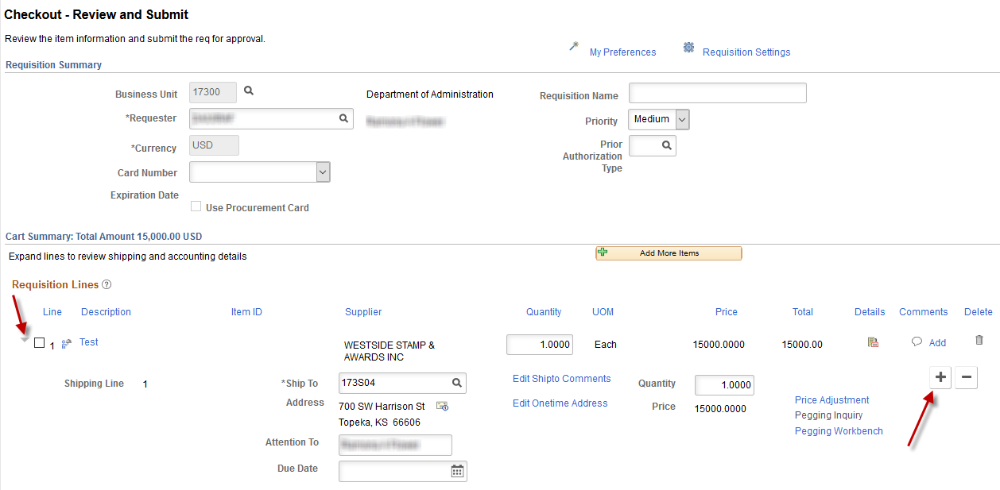 Checkout - Review and Submit
Review the item information and submit the req for approval.
My Preferences Requisition Settings
Requisition Summary
Business Unit 17300 Department of Administration Requisition Name
*Requester Priority Medium
*Currency USD Prior Authorization Type
Card Number
Expiration Date
Use Procurement Card
Cart Summary: Total Amount 15,000.00 USD
Expand lines to review shipping and accounting details Add More Items
Requisition Lines ?
Line Description Item ID Supplier Quantity UOM Price Total Details Comments Delete
1 Test WESTSIDE STAMP & AWARDS INC 1.0000 Each 15000.0000 15000.00 Add
Shipping Line 1 *Ship To 173S04 Edit Shipto Comments Quantity 1.0000
Address 700 SW Harrison St Edit Onetime Address Price 15000.0000 Price Adjustment
Topeka, KS 66606 Pegging Inquiry
Pegging Workbench
Attention To
Due Date